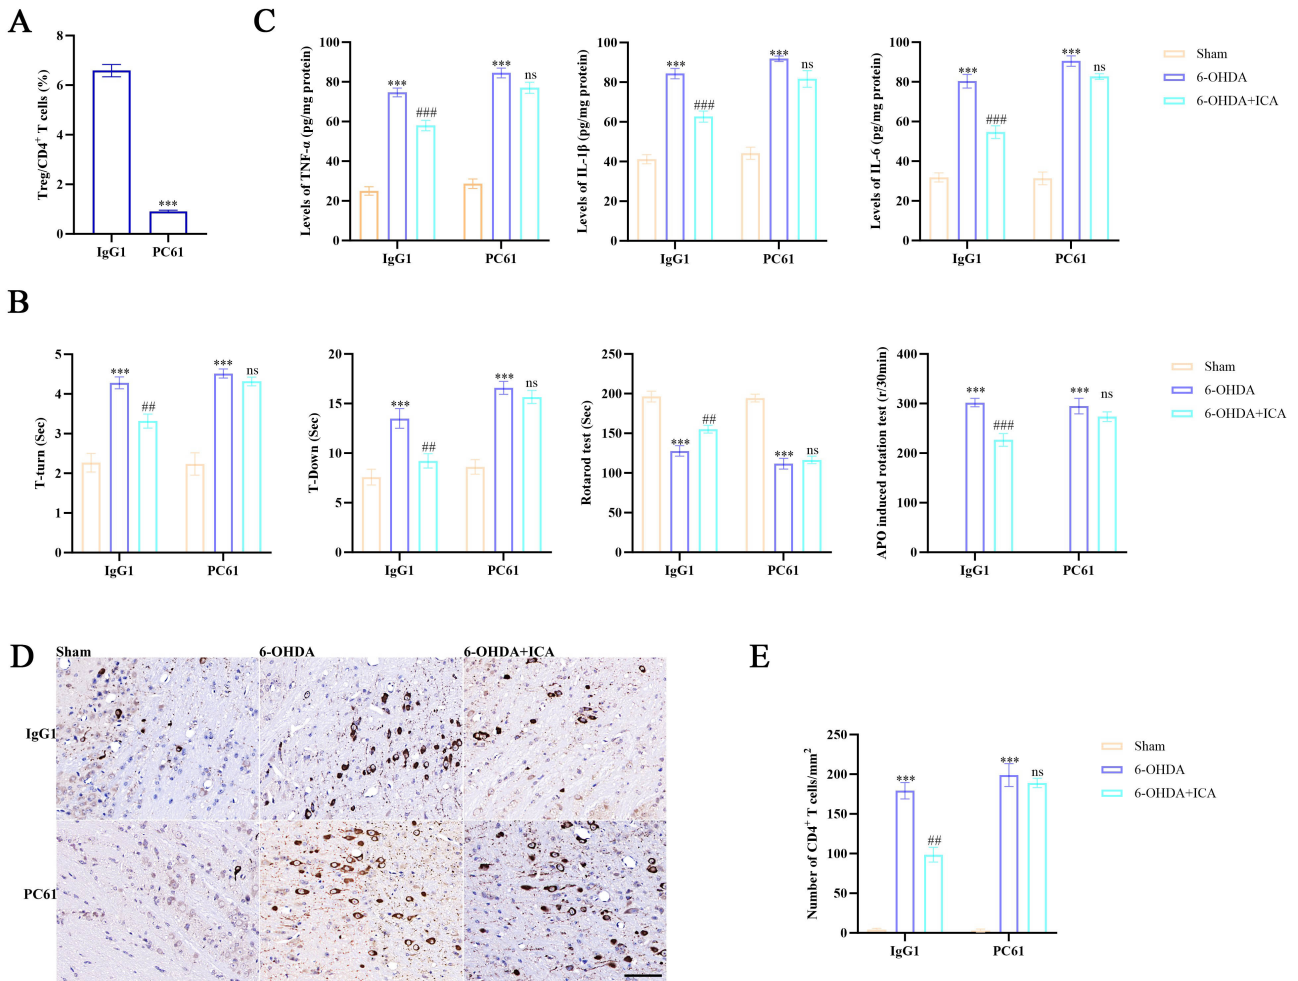 A
Treg/CD4⁺ T cells (%)
8
6
4
2
0
***
IgG1
PC61
C
Levels of TNF-α (pg/mg protein)
100
80
60
40
20
0
***
###
***
ns
IgG1
PC61
Levels of IL-1β (pg/mg protein)
100
80
60
40
20
0
***
###
***
ns
IgG1
PC61
Levels of IL-6 (pg/mg protein)
100
80
60
40
20
0
***
###
***
ns
IgG1
PC61
Sham
6-OHDA
6-OHDA+ICA
B
T-turn (Sec)
5
4
3
2
1
0
***
##
***
ns
IgG1
PC61
T-Down (Sec)
20
15
10
5
0
***
##
***
ns
IgG1
PC61
Rotarod test (Sec)
250
200
150
100
50
0
***
##
***
ns
IgG1
PC61
APO induced rotation test (r/30min)
400
300
200
100
0
***
###
***
ns
IgG1
PC61
Sham
6-OHDA
6-OHDA+ICA
D
Sham
6-OHDA
6-OHDA+ICA
IgG1
PC61
E
Number of CD4⁺ T cells/mm²
250
200
150
100
50
0
***
##
***
ns
IgG1
PC61
Sham
6-OHDA
6-OHDA+ICA